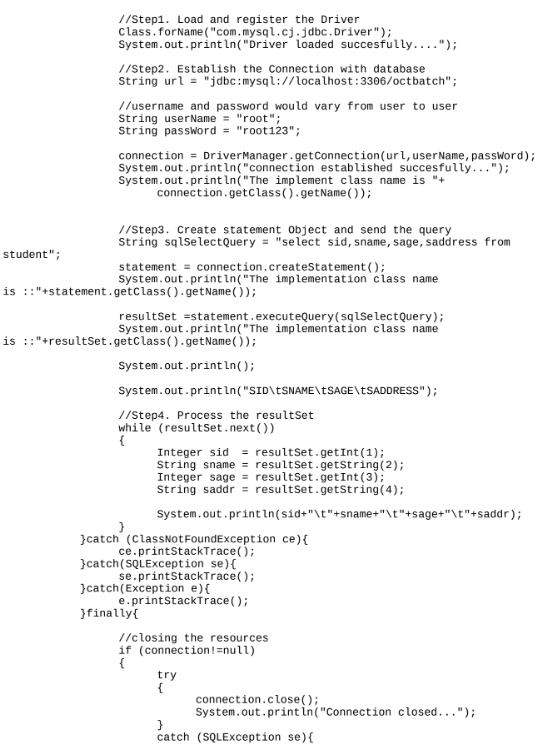 //Step1. Load and register the Driver
Class.forName("com.mysql.cj.jdbc.Driver");
System.out.println("Driver loaded succesfully....");
//Step2. Establish the Connection with database
String url = "jdbc:mysql://localhost:3306/octbatch";
//username and password would vary from user to user
String userName = "root";
String passWord = "root123";
connection = DriverManager.getConnection(url,userName,passWord);
System.out.println("connection established succesfully...");
System.out.println("The implement class name is "+
connection.getClass().getName());
//Step3. Create statement Object and send the query
String sqlSelectQuery = "select sid,sname,sage,saddress from
student";
statement = connection.createStatement();
System.out.println("The implementation class name
is ::"+statement.getClass().getName());
resultSet =statement.executeQuery(sqlSelectQuery);
System.out.println("The implementation class name
is ::"+resultSet.getClass().getName());
System.out.println();
System.out.println("SID\tSNAME\tSAGE\tSADDRESS");
//Step4. Process the resultSet
while (resultSet.next())
{
Integer sid  = resultSet.getInt(1);
String sname = resultSet.getString(2);
Integer sage = resultSet.getInt(3);
String saddr = resultSet.getString(4);
System.out.println(sid+"\t"+sname+"\t"+sage+"\t"+saddr);
}
}catch (ClassNotFoundException ce){
ce.printStackTrace();
}catch(SQLException se){
se.printStackTrace();
}catch(Exception e){
e.printStackTrace();
}finally{
//closing the resources
if (connection!=null)
{
try
{
connection.close();
System.out.println("Connection closed...");
}
catch (SQLException se){